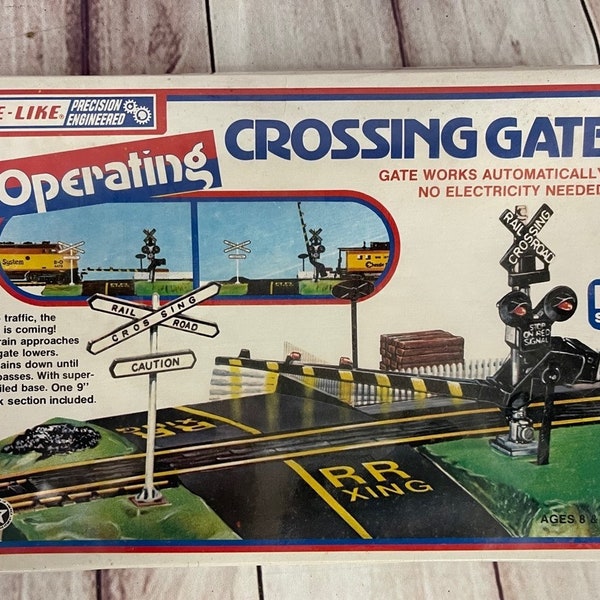 E-LIKE® PRECISION
ENGINEERED
Operating
CROSSING GATE
GATE WORKS AUTOMATICALLY
NO ELECTRICITY NEEDED
System
traffic, the
is coming!
rain approaches
gate lowers.
ains down until
passes. With super-
iled base. One 9"
k section included.
RAIL CROSSING ROAD
CAUTION
RAIL CROSSING ROAD
STOP
ON RED
SIGNAL
RR
XING
AGES 8 &